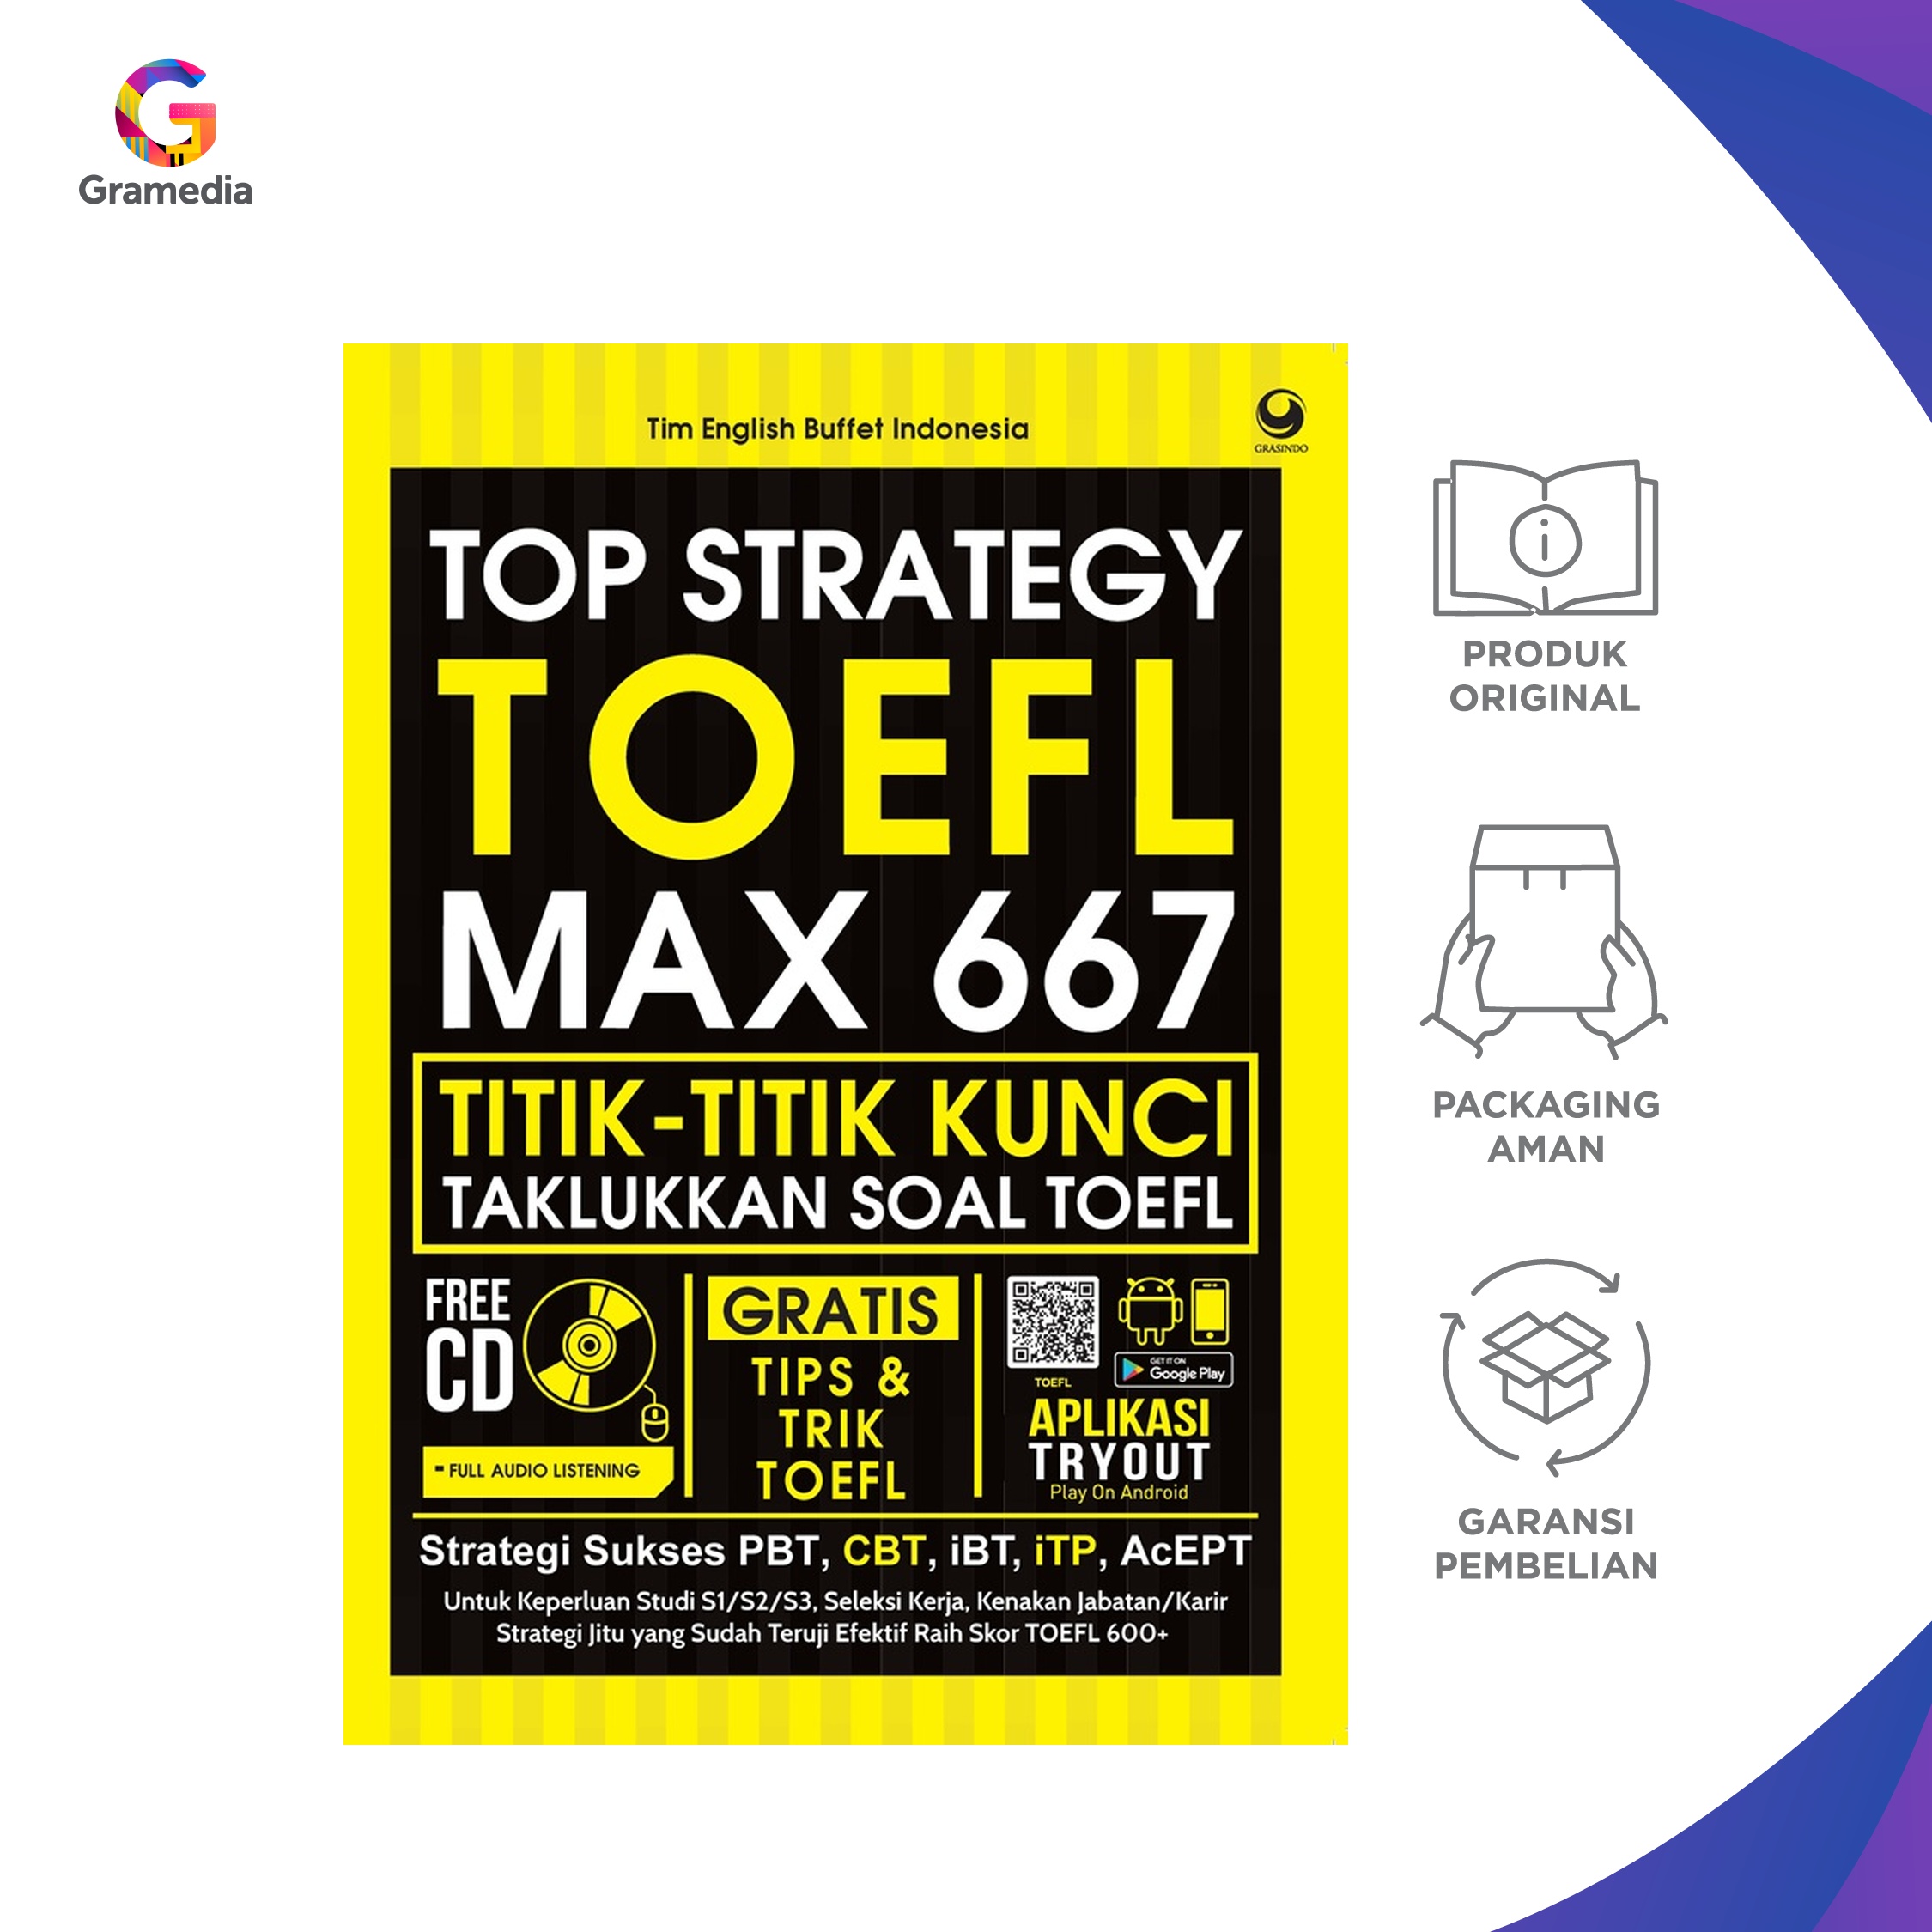 Gramedia
Tim English Buffet Indonesia
GRASINDO
TOP STRATEGY
TOEFL
MAX 667
TITIK-TITIK KUNCI
TAKLUKKAN SOAL TOEFL
FREE
CD
- FULL AUDIO LISTENING
GRATIS
TIPS &
TRIK
TOEFL
GET IT ON
Google Play
TOEFL
APLIKASI
TRYOUT
Play On Android
Strategi Sukses PBT, CBT, iBT, iTP, AcEPT
Untuk Keperluan Studi S1/S2/S3, Seleksi Kerja, Kenakan Jabatan/Karir
Strategi Jitu yang Sudah Teruji Efektif Raih Skor TOEFL 600+
PRODUK
ORIGINAL
PACKAGING
AMAN
GARANSI
PEMBELIAN